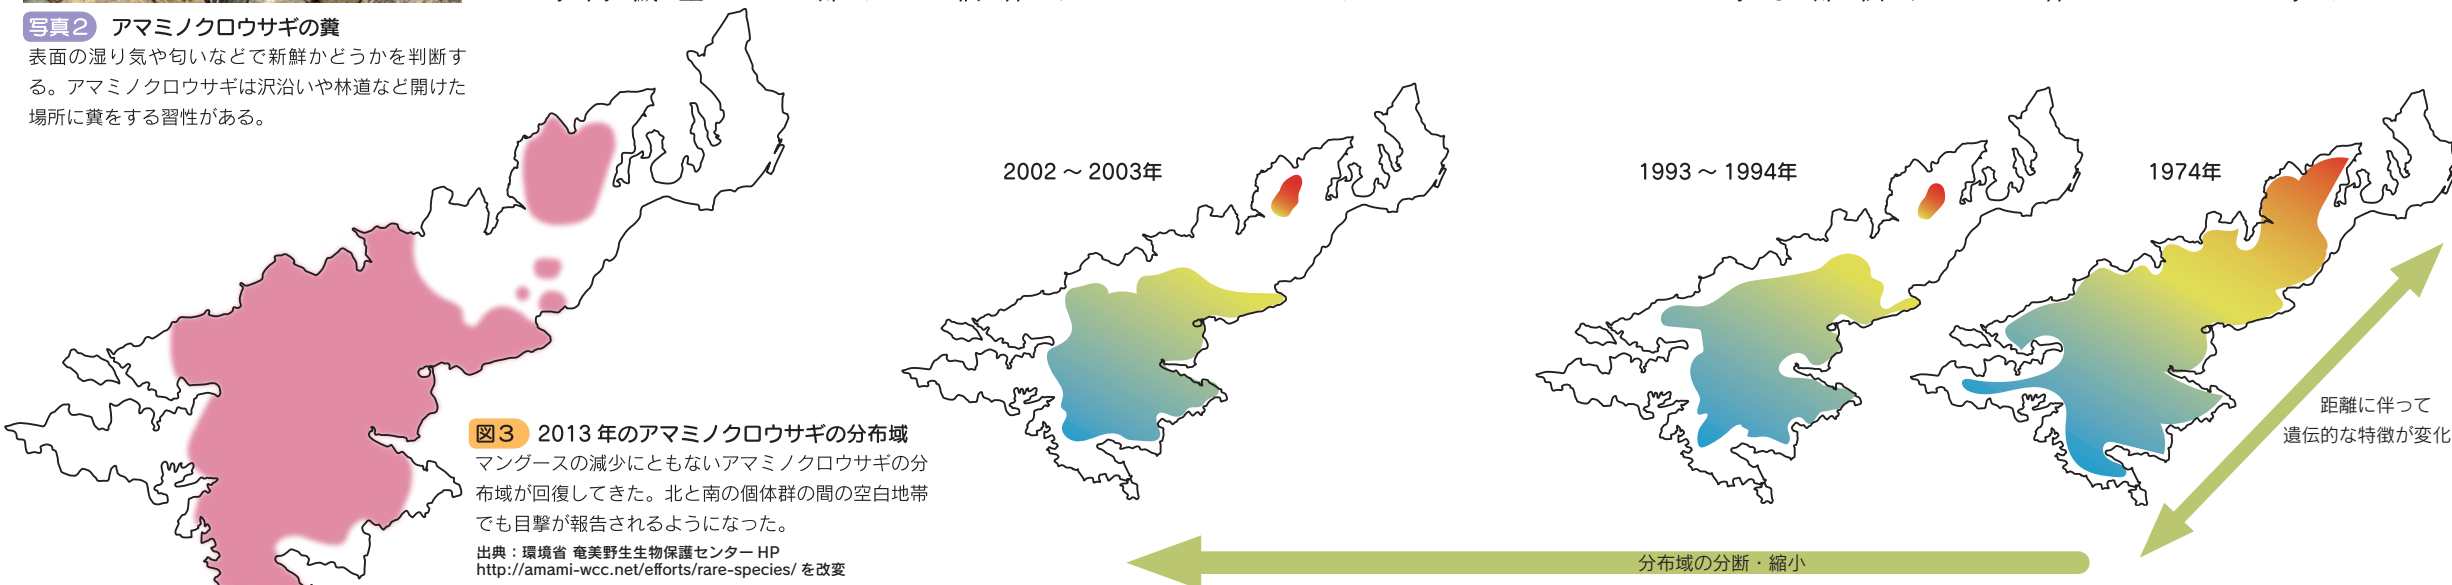 写真2 アマミノクロウサギの糞
表面の湿り気や匂いなどで新鮮かどうかを判断す
る。アマミノクロウサギは沢沿いや林道など開けた
場所に糞をする習性がある。
2002 ～ 2003年
1993 ～ 1994年
1974年
距離に伴って
遺伝的な特徴が変化
図3 2013 年のアマミノクロウサギの分布域
マングースの減少にともないアマミノクロウサギの分
布域が回復してきた。北と南の個体群の間の空白地帯
でも目撃が報告されるようになった。
出典：環境省 奄美野生生物保護センター HP
http://amami-wcc.net/efforts/rare-species/ を改変
分布域の分断・縮小